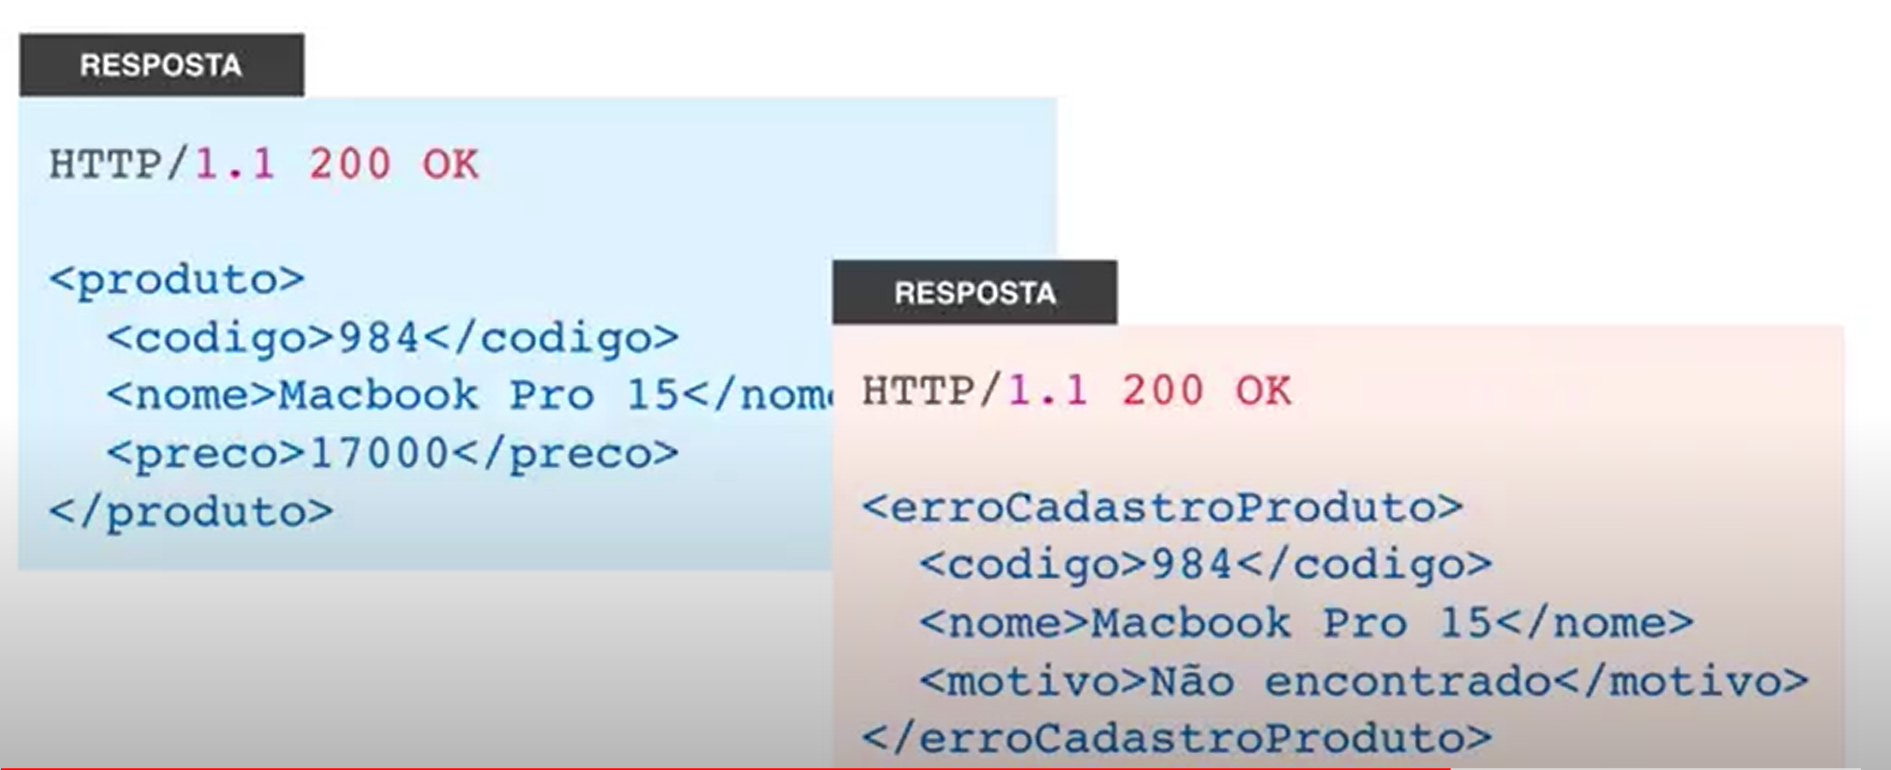 RESPOSTA
HTTP/1.1 200 OK
<produto>
<codigo>984</codigo>
<nome>Macbook Pro 15</nom
<preco>17000</preco>
</produto>
RESPOSTA
HTTP/1.1 200 OK
<erroCadastroProduto>
<codigo>984</codigo>
<nome>Macbook Pro 15</nome>
<motivo>Não encontrado</motivo>
</erroCadastroProduto>